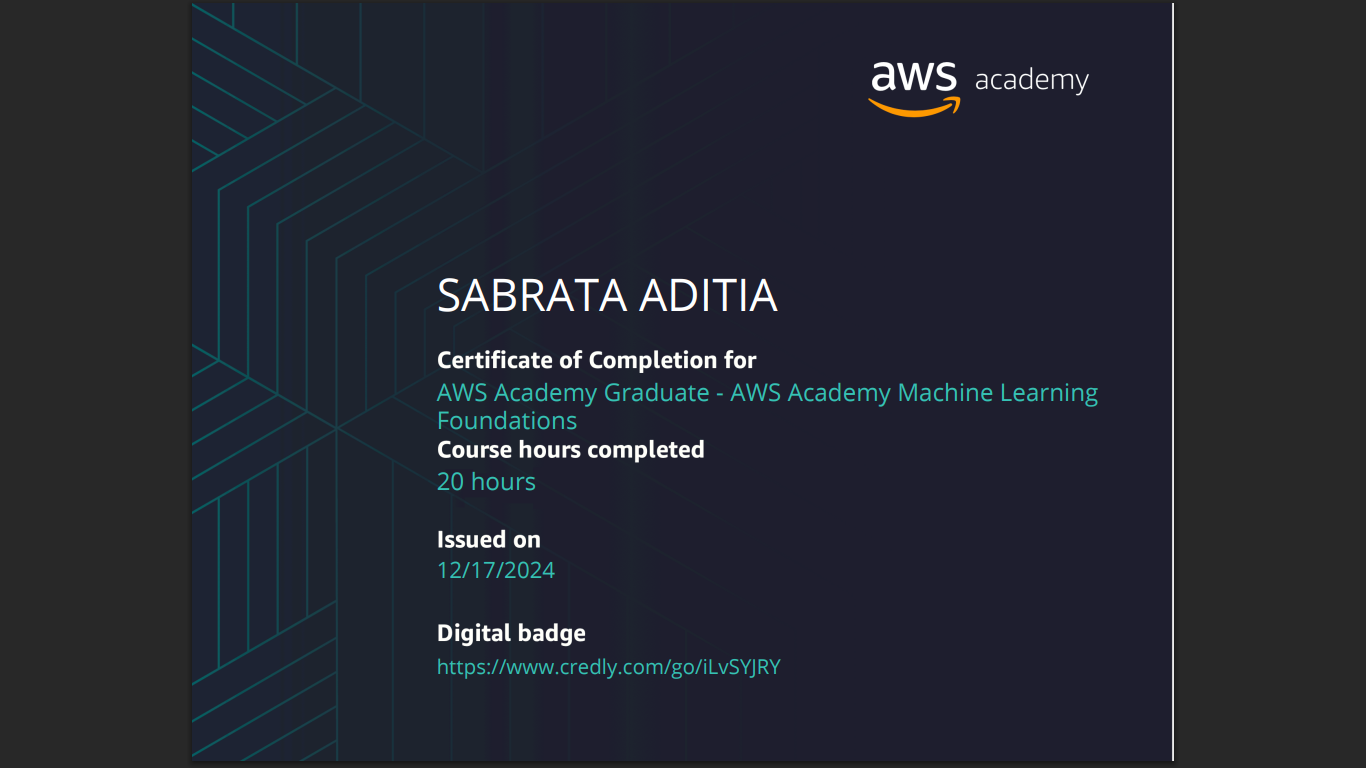 aws academy
SABRATA ADITIA
Certificate of Completion for
AWS Academy Graduate - AWS Academy Machine Learning
Foundations
Course hours completed
20 hours
Issued on
12/17/2024
Digital badge
https://www.credly.com/go/iLvSYJRY